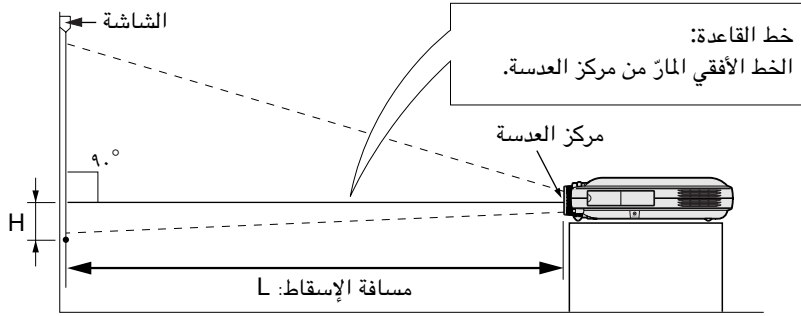 الشاشة
خط القاعدة:
الخط الأفقي المارّ من مركز العدسة.
مركز العدسة
٩٠°
H
مسافة الإسقاط: L